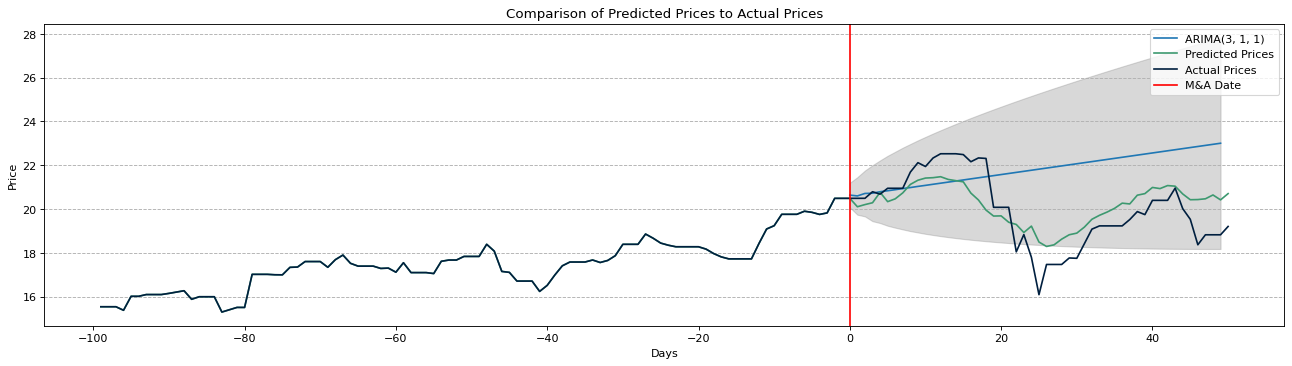 Comparison of Predicted Prices to Actual Prices
28
26
24
22
20
18
16
Price
ARIMA(3, 1, 1)
Predicted Prices
Actual Prices
M&A Date
−100
−80
−60
−40
−20
0
20
40
Days